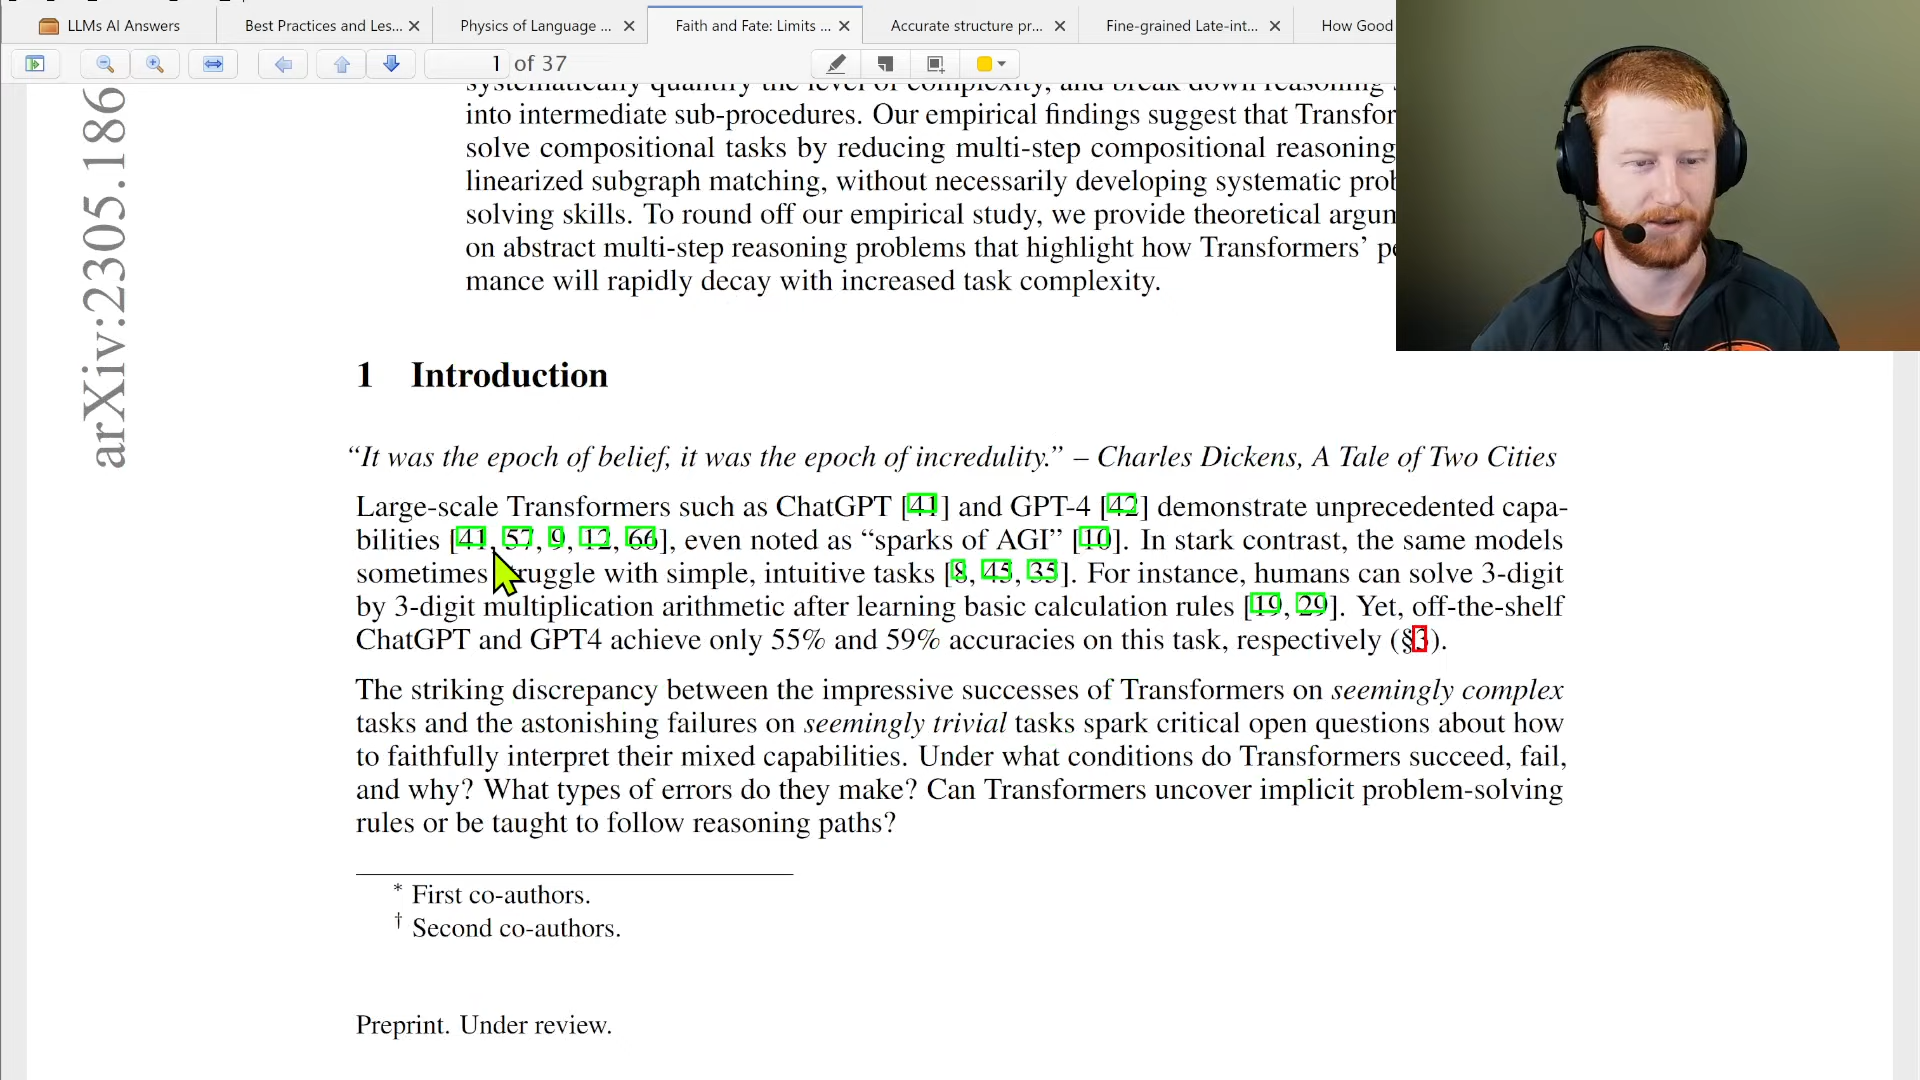 LLMs AI Answers
Best Practices and Les...
Physics of Language ...
Faith and Fate: Limits ...
Accurate structure pr...
Fine-grained Late-int...
How Good
1 of 37
arXiv:2305.186
systematically quantify the level of complexity, and break down reasoning
into intermediate sub-procedures. Our empirical findings suggest that Transfor
solve compositional tasks by reducing multi-step compositional reasoning
linearized subgraph matching, without necessarily developing systematic prob
solving skills. To round off our empirical study, we provide theoretical argun
on abstract multi-step reasoning problems that highlight how Transformers’ pe
mance will rapidly decay with increased task complexity.
1 Introduction
“It was the epoch of belief, it was the epoch of incredulity.” – Charles Dickens, A Tale of Two Cities
Large-scale Transformers such as ChatGPT [41] and GPT-4 [42] demonstrate unprecedented capa-
bilities [41, 57, 9, 12, 66], even noted as “sparks of AGI” [10]. In stark contrast, the same models
sometimes struggle with simple, intuitive tasks [8, 45, 35]. For instance, humans can solve 3-digit
by 3-digit multiplication arithmetic after learning basic calculation rules [19, 29]. Yet, off-the-shelf
ChatGPT and GPT4 achieve only 55% and 59% accuracies on this task, respectively (§3).
The striking discrepancy between the impressive successes of Transformers on seemingly complex
tasks and the astonishing failures on seemingly trivial tasks spark critical open questions about how
to faithfully interpret their mixed capabilities. Under what conditions do Transformers succeed, fail,
and why? What types of errors do they make? Can Transformers uncover implicit problem-solving
rules or be taught to follow reasoning paths?
* First co-authors.
† Second co-authors.
Preprint. Under review.